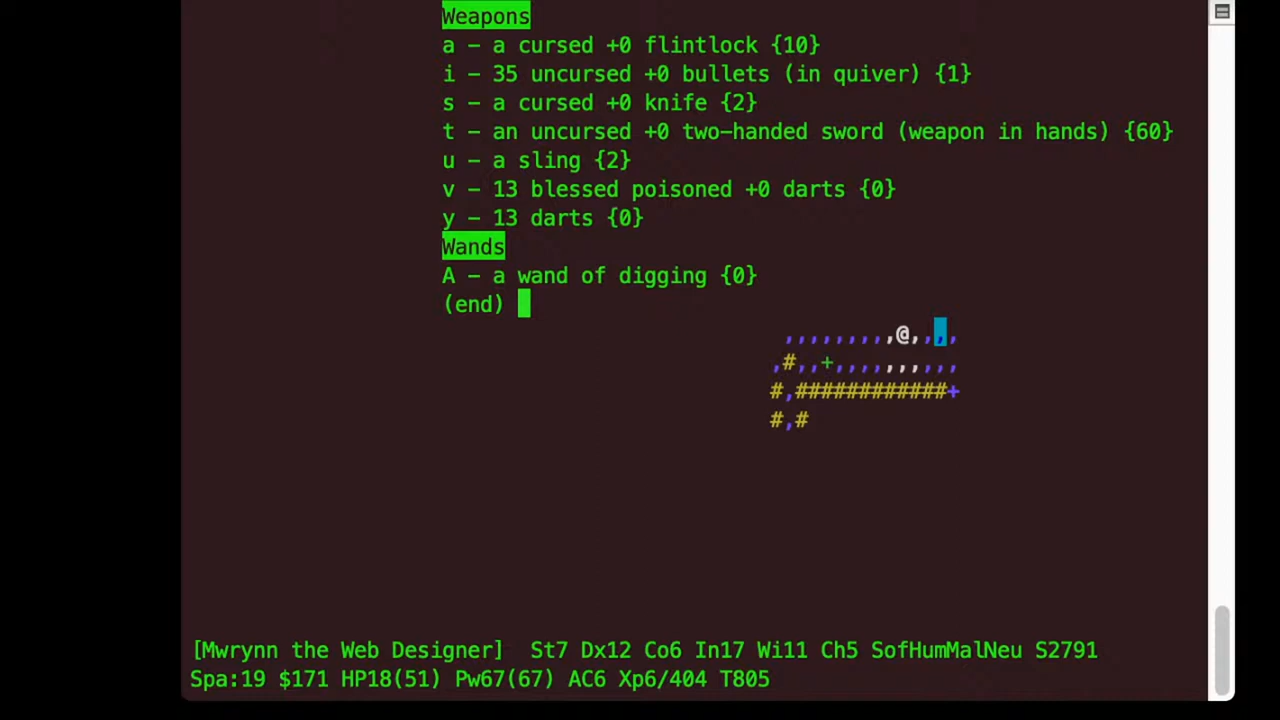 Weapons
a - a cursed +0 flintlock {10}
i - 35 uncursed +0 bullets (in quiver) {1}
s - a cursed +0 knife {2}
t - an uncursed +0 two-handed sword (weapon in hands) {60}
u - a sling {2}
v - 13 blessed poisoned +0 darts {0}
y - 13 darts {0}
Wands
A - a wand of digging {0}
(end)
,,,,,,,,,@,,,,
,#,,+,,,,,,,,,,
#,############+
#,#
[Mwrynn the Web Designer] St7 Dx12 Co6 In17 Wi11 Ch5 SofHumMalNeu S2791
Spa:19 $171 HP18(51) Pw67(67) AC6 Xp6/404 T805